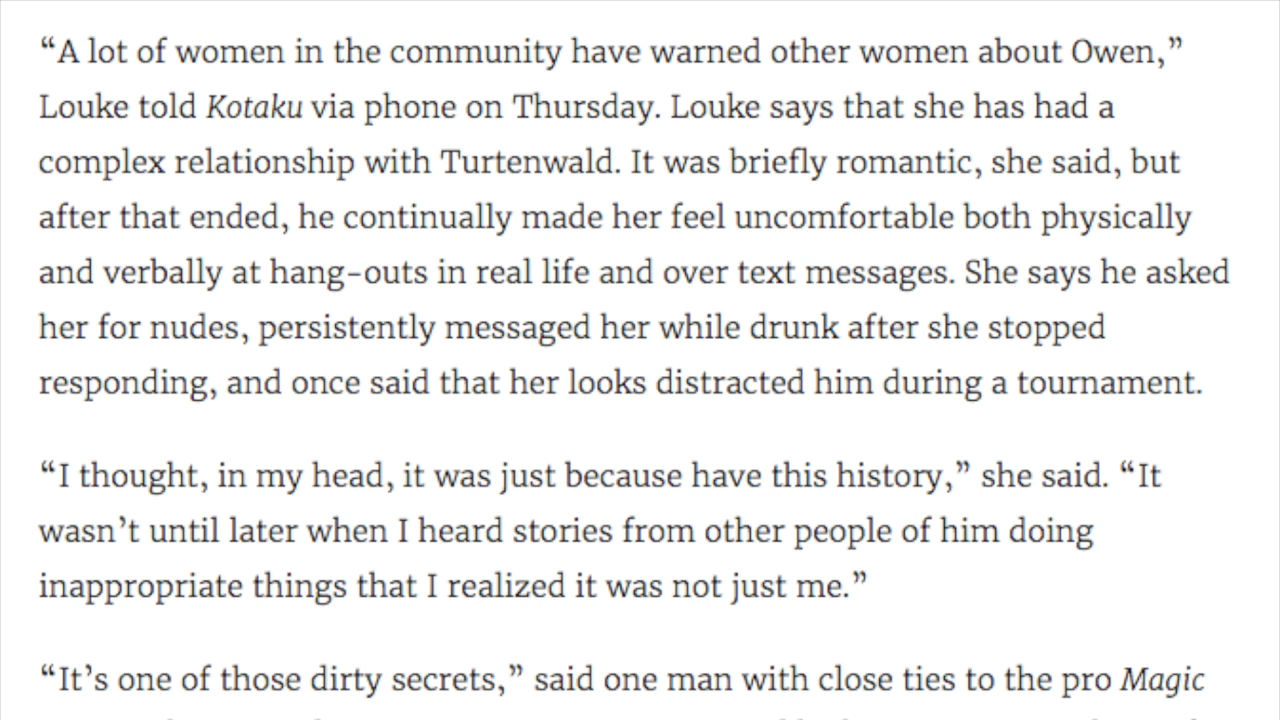 “A lot of women in the community have warned other women about Owen,”
Louke told Kotaku via phone on Thursday. Louke says that she has had a
complex relationship with Turtenwald. It was briefly romantic, she said, but
after that ended, he continually made her feel uncomfortable both physically
and verbally at hang-outs in real life and over text messages. She says he asked
her for nudes, persistently messaged her while drunk after she stopped
responding, and once said that her looks distracted him during a tournament.
“I thought, in my head, it was just because have this history,” she said. “It
wasn’t until later when I heard stories from other people of him doing
inappropriate things that I realized it was not just me.”
“It’s one of those dirty secrets,” said one man with close ties to the pro Magic